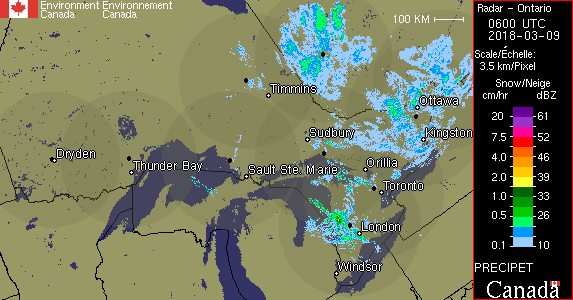 Environment Environnement
Canada Canada
100 KM
Timmins
Ottawa
Sudbury
Kingston
Dryden
Thunder Bay
Sault Ste. Marie
Orillia
Toronto
London
Windsor
Radar - Ontario
0600 UTC
2018-03-09
Scale/Échelle:
3.5 km/Pixel
Snow/Neige
cm/hr dBZ
20 61
7.5 52
4.0 46
2.0 39
1.0 33
0.5 26
0.1 10
PRECIPET
Canada